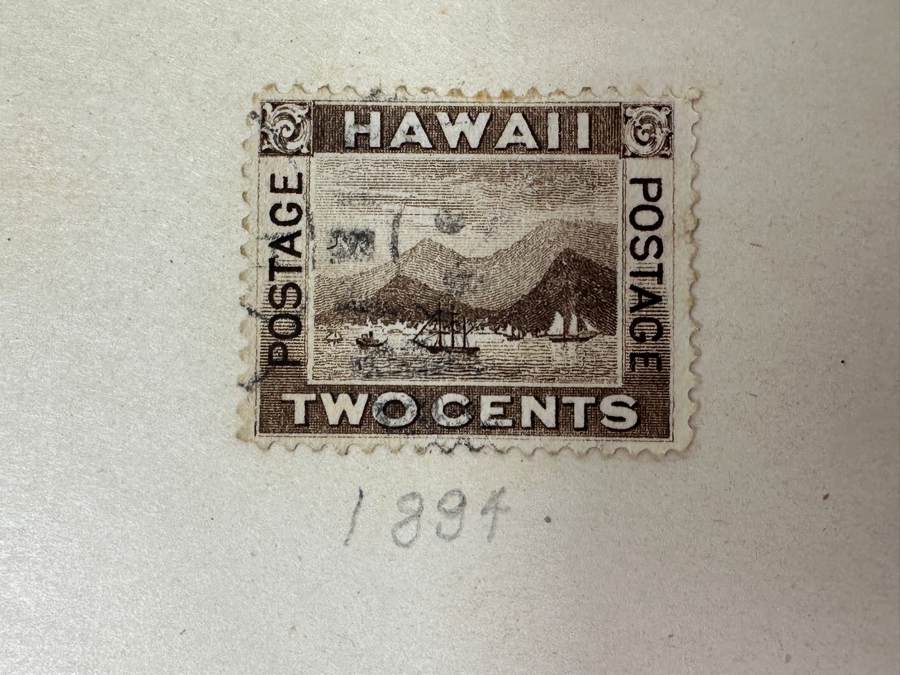 HAWAII
POSTAGE
POSTAGE
TWO CENTS
1894.